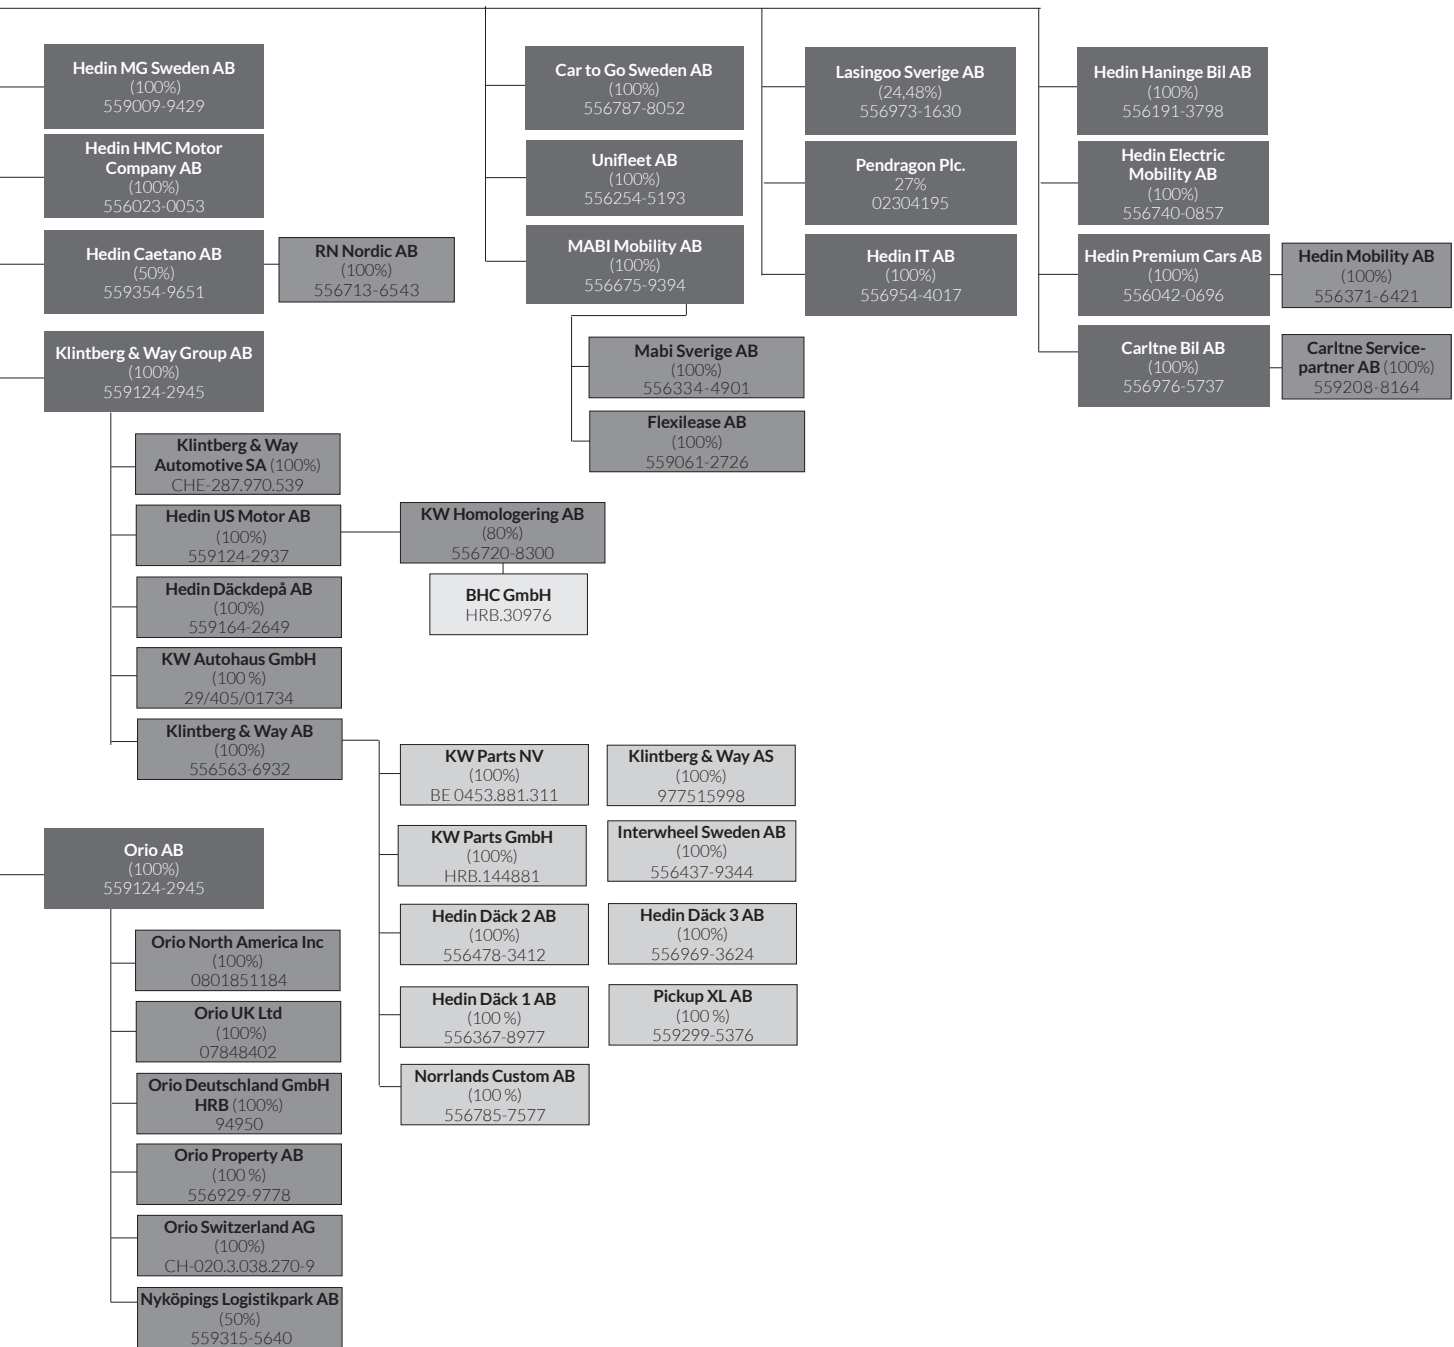 Hedin MG Sweden AB
(100%)
559009-9429
Hedin HMC Motor
Company AB
(100%)
556023-0053
Hedin Caetano AB
(50%)
559354-9651
RN Nordic AB
(100%)
556713-6543
Klintberg & Way Group AB
(100%)
559124-2945
Klintberg & Way
Automotive SA (100%)
CHE-287.970.539
Hedin US Motor AB
(100%)
559124-2937
KW Homologering AB
(80%)
556720-8300
BHC GmbH
HRB.30976
Hedin Däckdepå AB
(100%)
559164-2649
KW Autohaus GmbH
(100 %)
29/405/01734
Klintberg & Way AB
(100%)
556563-6932
KW Parts NV
(100%)
BE 0453.881.311
Klintberg & Way AS
(100%)
977515998
KW Parts GmbH
(100%)
HRB.144881
Interwheel Sweden AB
(100%)
556437-9344
Hedin Däck 2 AB
(100%)
556478-3412
Hedin Däck 3 AB
(100%)
556969-3624
Hedin Däck 1 AB
(100 %)
556367-8977
Pickup XL AB
(100 %)
559299-5376
Norrlands Custom AB
(100 %)
556785-7577
Orio AB
(100%)
559124-2945
Orio North America Inc
(100%)
0801851184
Orio UK Ltd
(100%)
07848402
Orio Deutschland GmbH
HRB (100%)
94950
Orio Property AB
(100 %)
556929-9778
Orio Switzerland AG
(100%)
CH-020.3.038.270-9
Nyköpings Logistikpark AB
(50%)
559315-5640
Car to Go Sweden AB
(100%)
556787-8052
Unifleet AB
(100%)
556254-5193
MABI Mobility AB
(100%)
556675-9394
Mabi Sverige AB
(100%)
556334-4901
Flexilease AB
(100%)
559061-2726
Lasingoo Sverige AB
(24,48%)
556973-1630
Pendragon Plc.
27%
02304195
Hedin IT AB
(100%)
556954-4017
Hedin Haninge Bil AB
(100%)
556191-3798
Hedin Electric
Mobility AB
(100%)
556740-0857
Hedin Premium Cars AB
(100%)
556042-0696
Hedin Mobility AB
(100%)
556371-6421
Carltne Bil AB
(100%)
556976-5737
Carltne Service-
partner AB (100%)
559208-8164